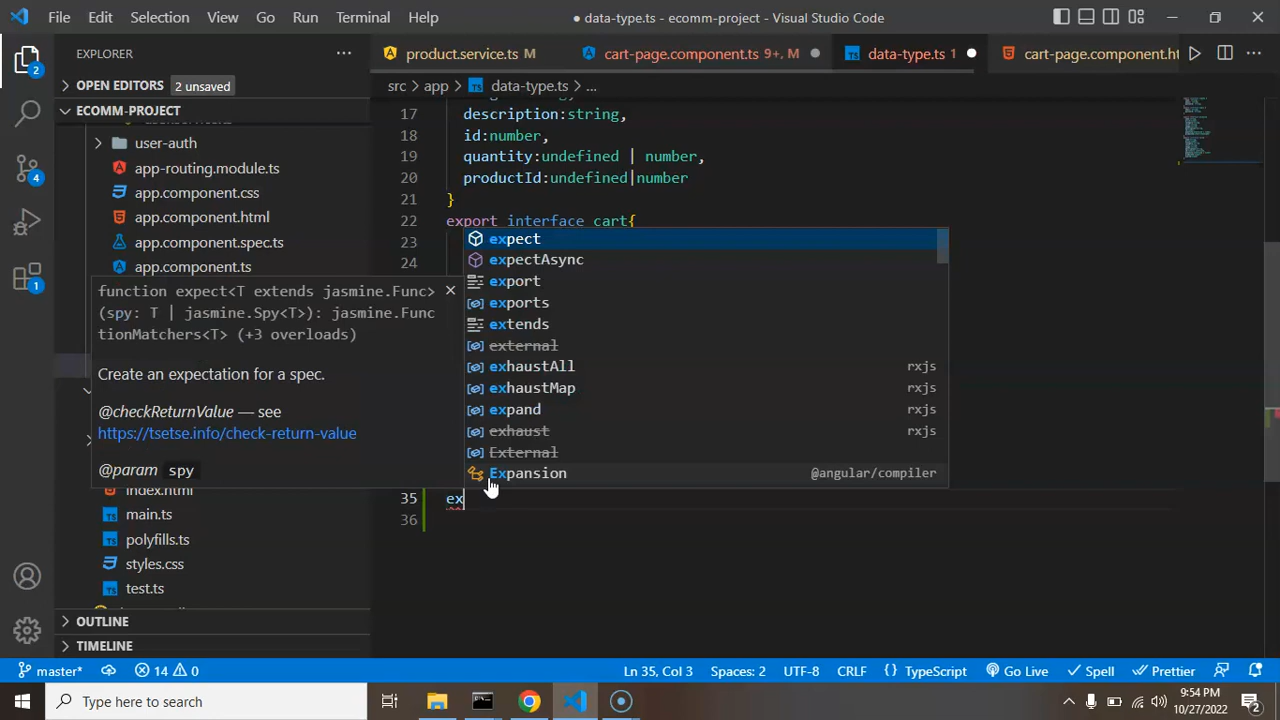 File Edit Selection View Go Run Terminal Help
● data-type.ts - ecomm-project - Visual Studio Code
EXPLORER
product.service.ts M
cart-page.component.ts 9+, M
data-type.ts 1
cart-page.component.ht
OPEN EDITORS 2 unsaved
src > app > data-type.ts > ...
ECOMM-PROJECT
user-auth
app-routing.module.ts
app.component.css
app.component.html
app.component.spec.ts
app.component.ts
17 description:string,
18 id:number,
19 quantity:undefined | number,
20 productId:undefined|number
21 }
22 export interface cart{
23
24
expect
expectAsync
export
exports
extends
external
exhaustAll rxjs
exhaustMap rxjs
expand
exhaust rxjs
External
Expansion @angular/compiler
function expect<T extends jasmine.Func>
(spy: T | jasmine.Spy<T>): jasmine.Func
tionMatchers<T> (+3 overloads)
Create an expectation for a spec.
@checkReturnValue — see
https://tsetse.info/check-return-value
@param spy
35 ex
36
index.html
main.ts
polyfills.ts
styles.css
test.ts
OUTLINE
TIMELINE
2
4
1
master* 14 0 Ln 35, Col 3 Spaces: 2 UTF-8 CRLF { } TypeScript Go Live Spell Prettier
Type here to search
9:54 PM
10/27/2022
2